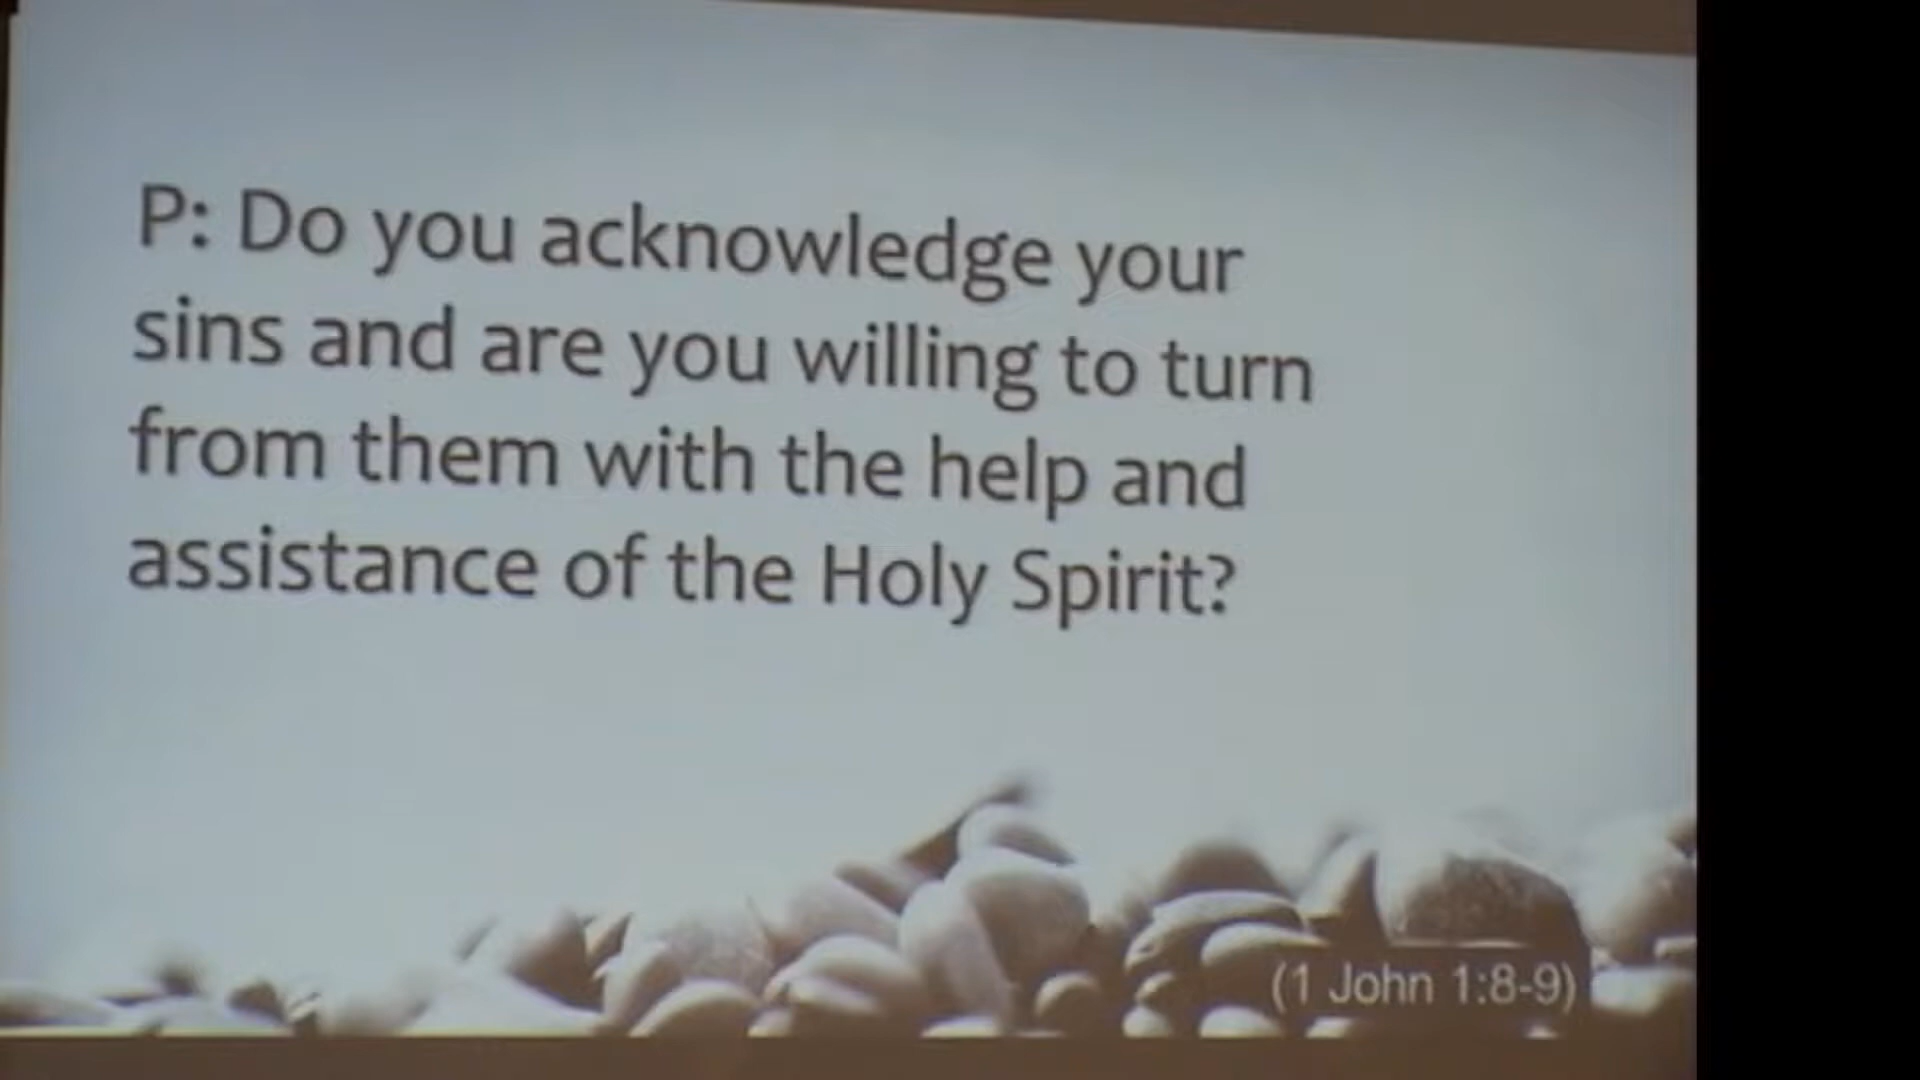 P: Do you acknowledge your
sins and are you willing to turn
from them with the help and
assistance of the Holy Spirit?
(1 John 1:8-9)